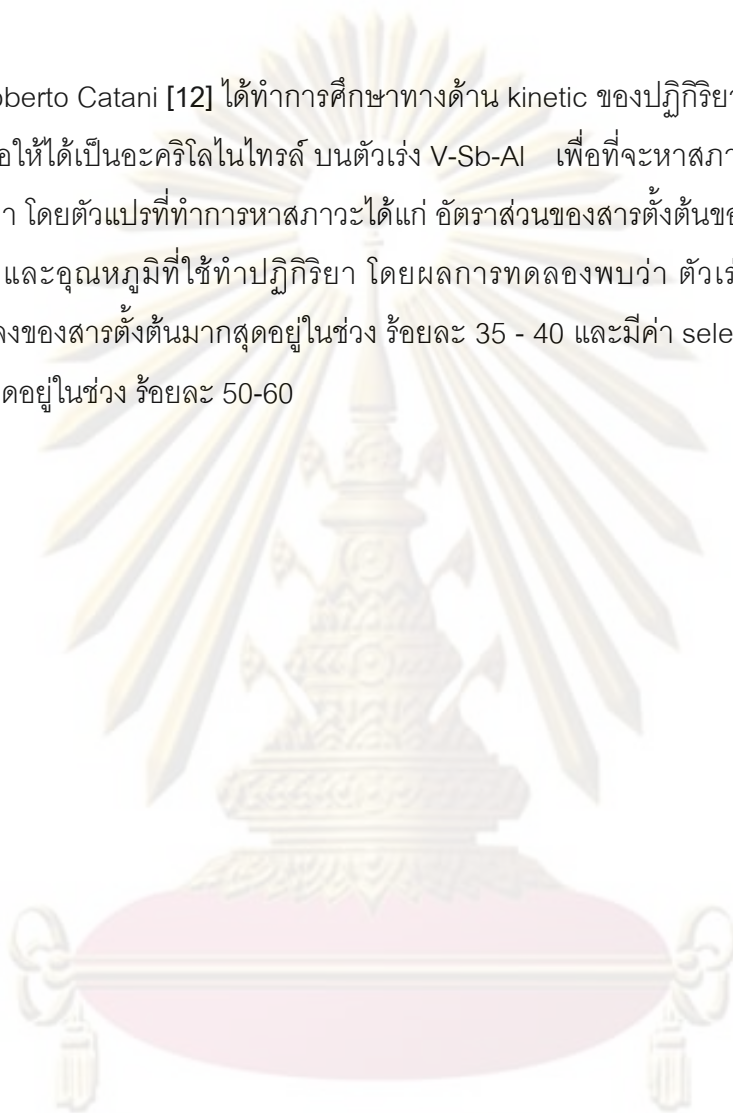 oberto Catani [12] ได้ทำการศึกษาทางด้าน kinetic ของปฏิกิริยา
อให้ได้เป็นอะคริโลไนไทรล์ บนตัวเร่ง V-Sb-Al เพื่อที่จะหาสภา
า โดยตัวแปรที่ทำการหาสภาวะได้แก่ อัตราส่วนของสารตั้งต้นขอ
และอุณหภูมิที่ใช้ทำปฏิกิริยา โดยผลการทดลองพบว่า ตัวเร่
ลงของสารตั้งต้นมากสุดอยู่ในช่วง ร้อยละ 35 - 40 และมีค่า sele
ดอยู่ในช่วง ร้อยละ 50-60